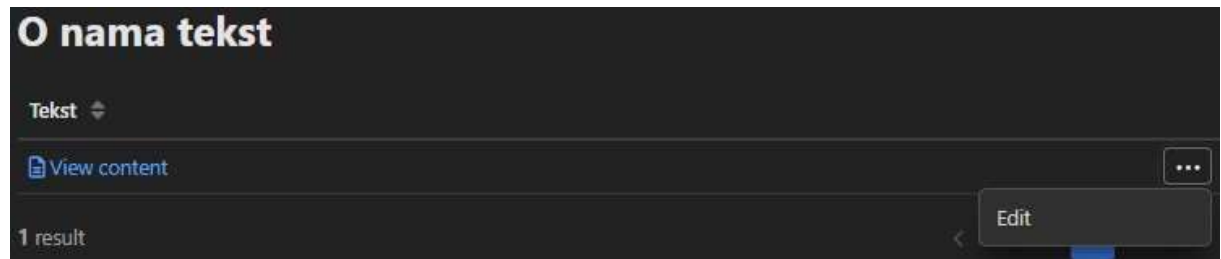 O nama tekst
Tekst
View content
...
Edit
1 result